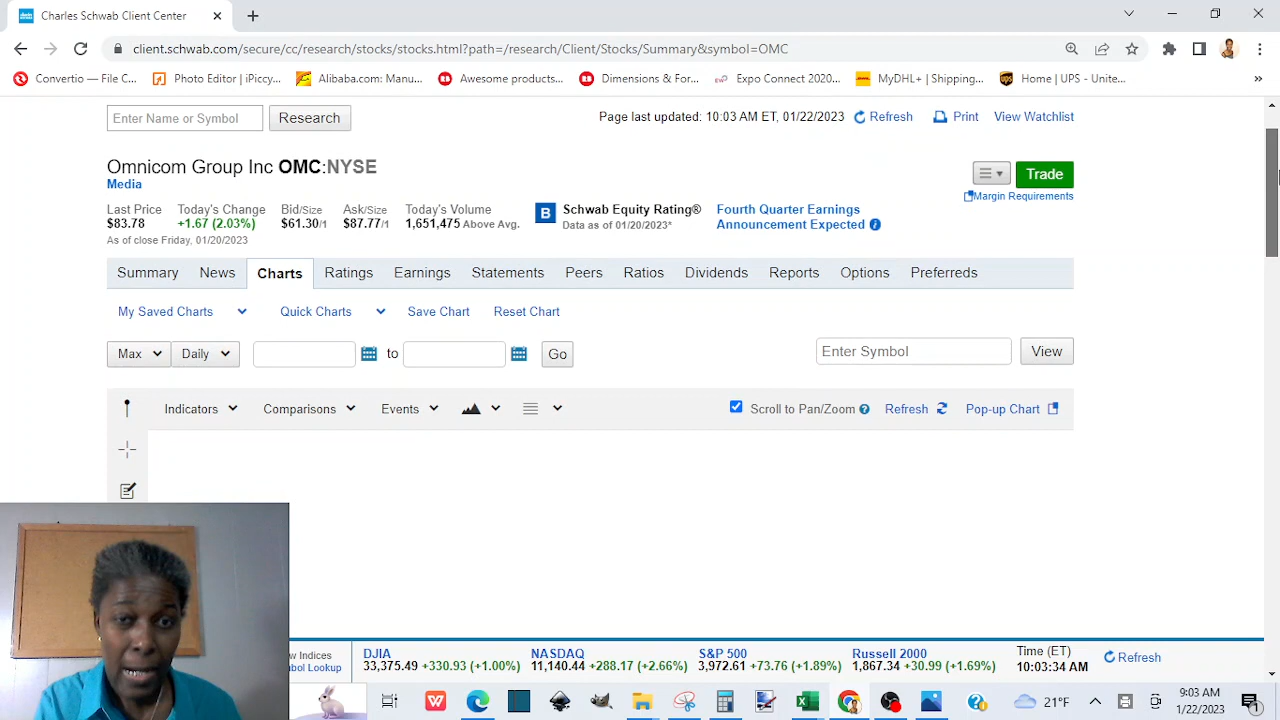 Charles Schwab Client Center
client.schwab.com/secure/cc/research/stocks/stocks.html?path=/research/Client/Stocks/Summary&symbol=OMC
Convertio — File C... Photo Editor | iPiccy... Alibaba.com: Manu... Awesome products... Dimensions & For... Expo Connect 2020... MyDHL+ | Shipping... Home | UPS - Unite... »
Enter Name or Symbol Research Page last updated: 10:03 AM ET, 01/22/2023 Refresh Print View Watchlist
Omnicom Group Inc OMC:NYSE
Media
Trade
Margin Requirements
Last Price Today's Change Bid/Size Ask/Size Today's Volume B Schwab Equity Rating® Fourth Quarter Earnings
$83.78 +1.67 (2.03%) $61.30/1 $87.77/1 1,651,475 Above Avg. Data as of 01/20/2023* Announcement Expected
As of close Friday, 01/20/2023
Summary News Charts Ratings Earnings Statements Peers Ratios Dividends Reports Options Preferreds
My Saved Charts Quick Charts Save Chart Reset Chart
Max Daily to Go Enter Symbol View
Indicators Comparisons Events Scroll to Pan/Zoom Refresh Pop-up Chart
Indices DJIA NASDAQ S&P 500 Russell 2000 Time (ET)
Lookup 33,375.49 +330.93 (+1.00%) 11,140.44 +288.17 (+2.66%) 3,972.61 +73.76 (+1.89%) 1,867.34 +30.99 (+1.69%) 10:03:34 AM Refresh
21°F 9:03 AM
1/22/2023